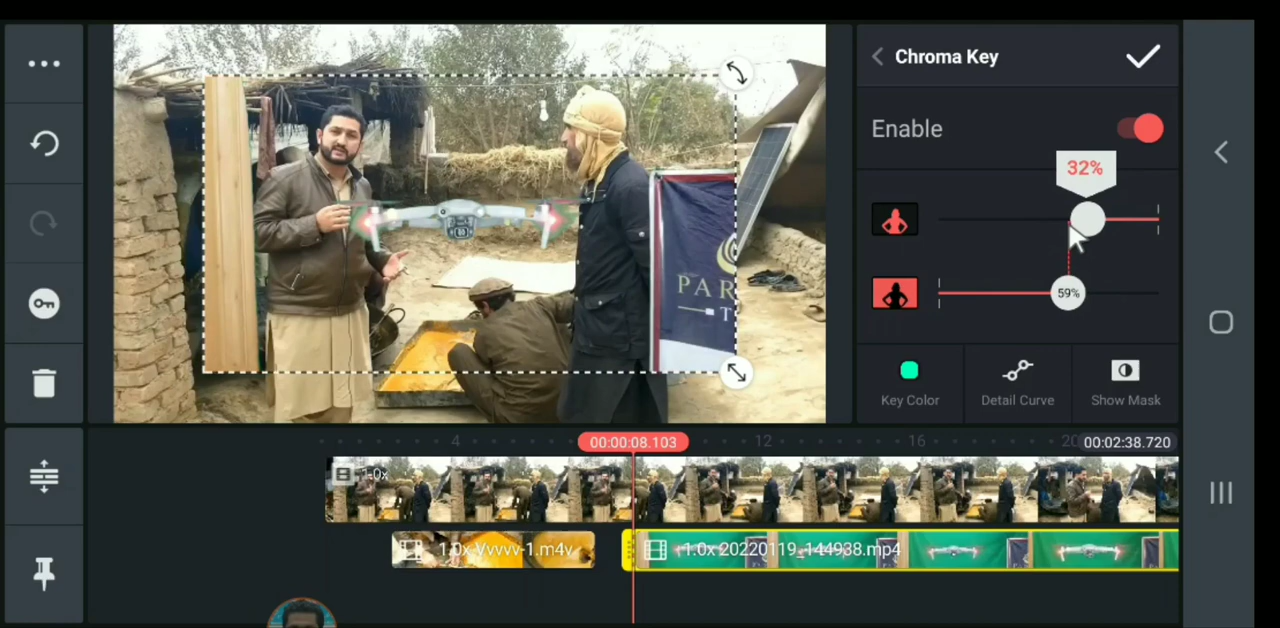 Chroma Key
Enable
32%
59%
Key Color
Detail Curve
Show Mask
PAR
T
4
00:00:08.103
12
16
20
00:02:38.720
1.0x
1.0x Vvvvv-1.m4v
1.0x 20220119_144938.mp4